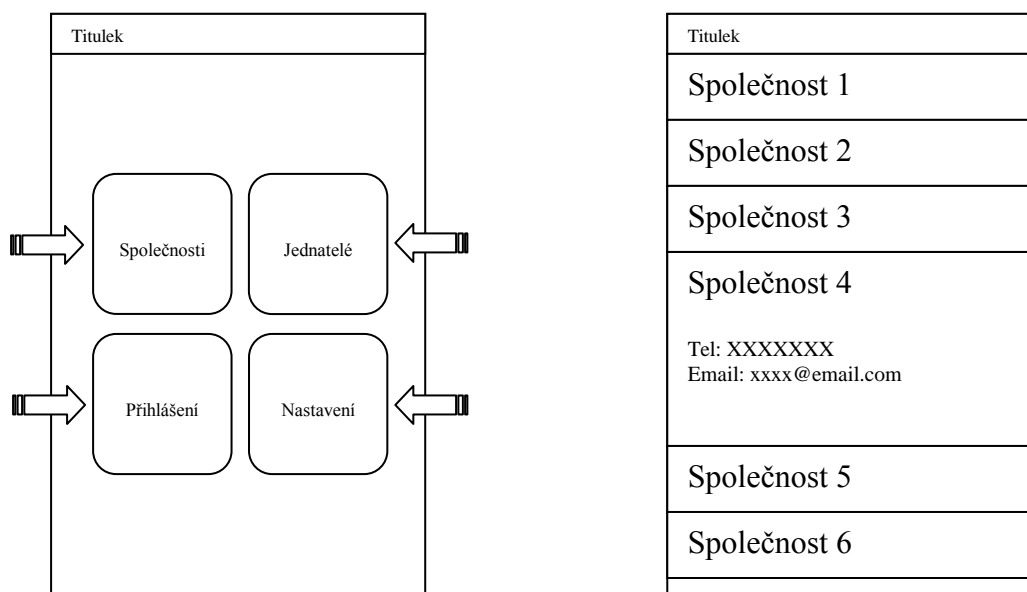 Titulek
Společnosti
Jednatelé
Přihlášení
Nastavení
Titulek
Společnost 1
Společnost 2
Společnost 3
Společnost 4
Tel: XXXXXXX
Email: xxxx@email.com
Společnost 5
Společnost 6